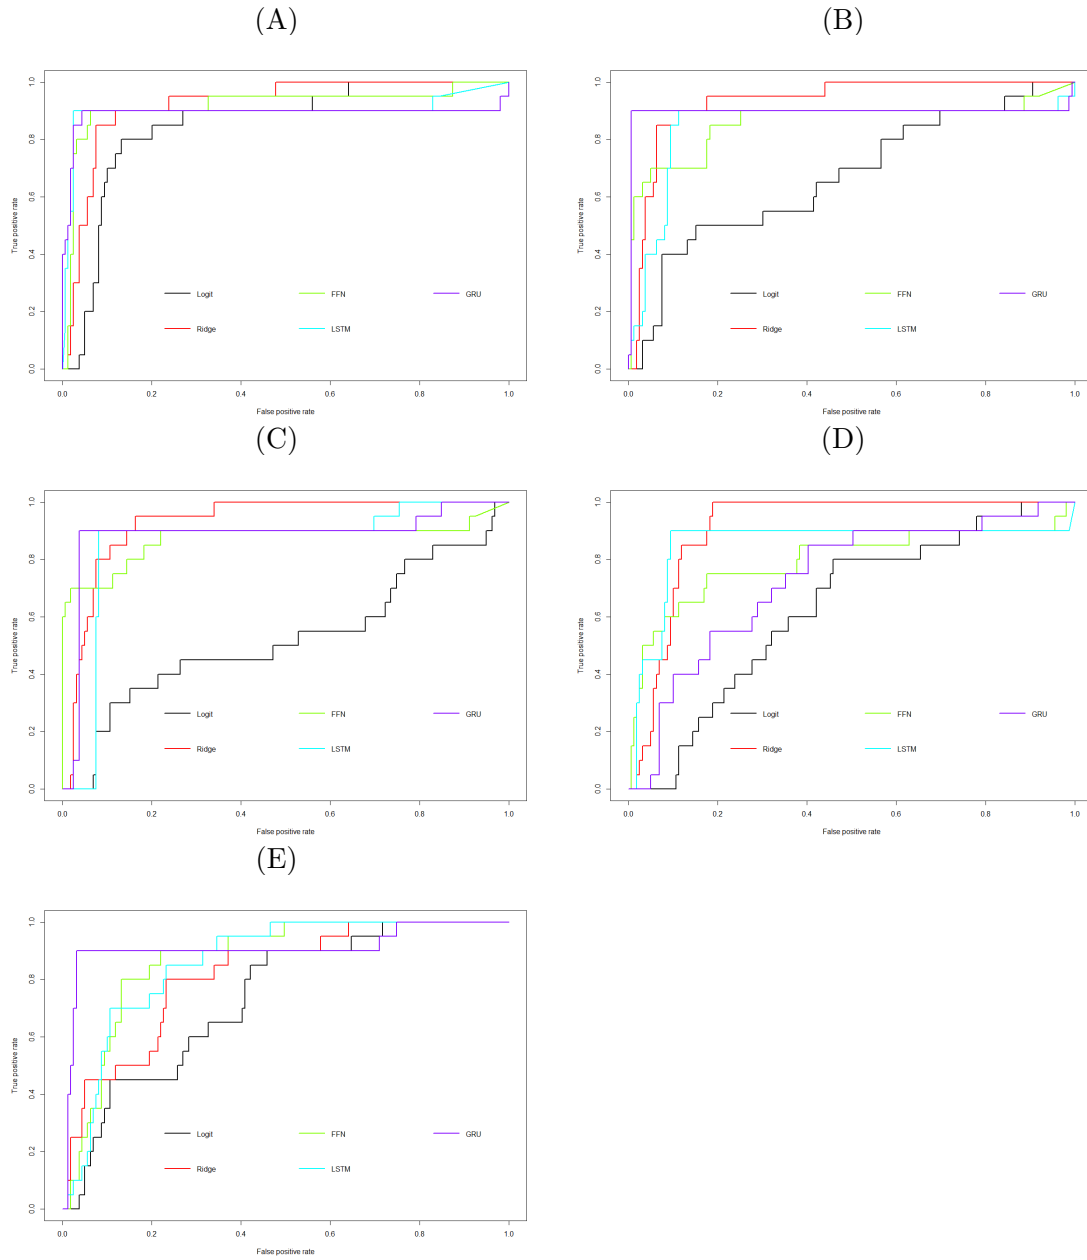 (A)
(B)
1.0
0.8
0.6
0.4
0.2
0.0
True positive rate
Logit
FFN
GRU
Ridge
LSTM
0.0 0.2 0.4 0.6 0.8 1.0
False positive rate
1.0
0.8
0.6
0.4
0.2
0.0
True positive rate
Logit
FFN
GRU
Ridge
LSTM
0.0 0.2 0.4 0.6 0.8 1.0
False positive rate
(C)
(D)
1.0
0.8
0.6
0.4
0.2
0.0
True positive rate
Logit
FFN
GRU
Ridge
LSTM
0.0 0.2 0.4 0.6 0.8 1.0
False positive rate
1.0
0.8
0.6
0.4
0.2
0.0
True positive rate
Logit
FFN
GRU
Ridge
LSTM
0.0 0.2 0.4 0.6 0.8 1.0
False positive rate
(E)
1.0
0.8
0.6
0.4
0.2
0.0
True positive rate
Logit
FFN
GRU
Ridge
LSTM
0.0 0.2 0.4 0.6 0.8 1.0
False positive rate